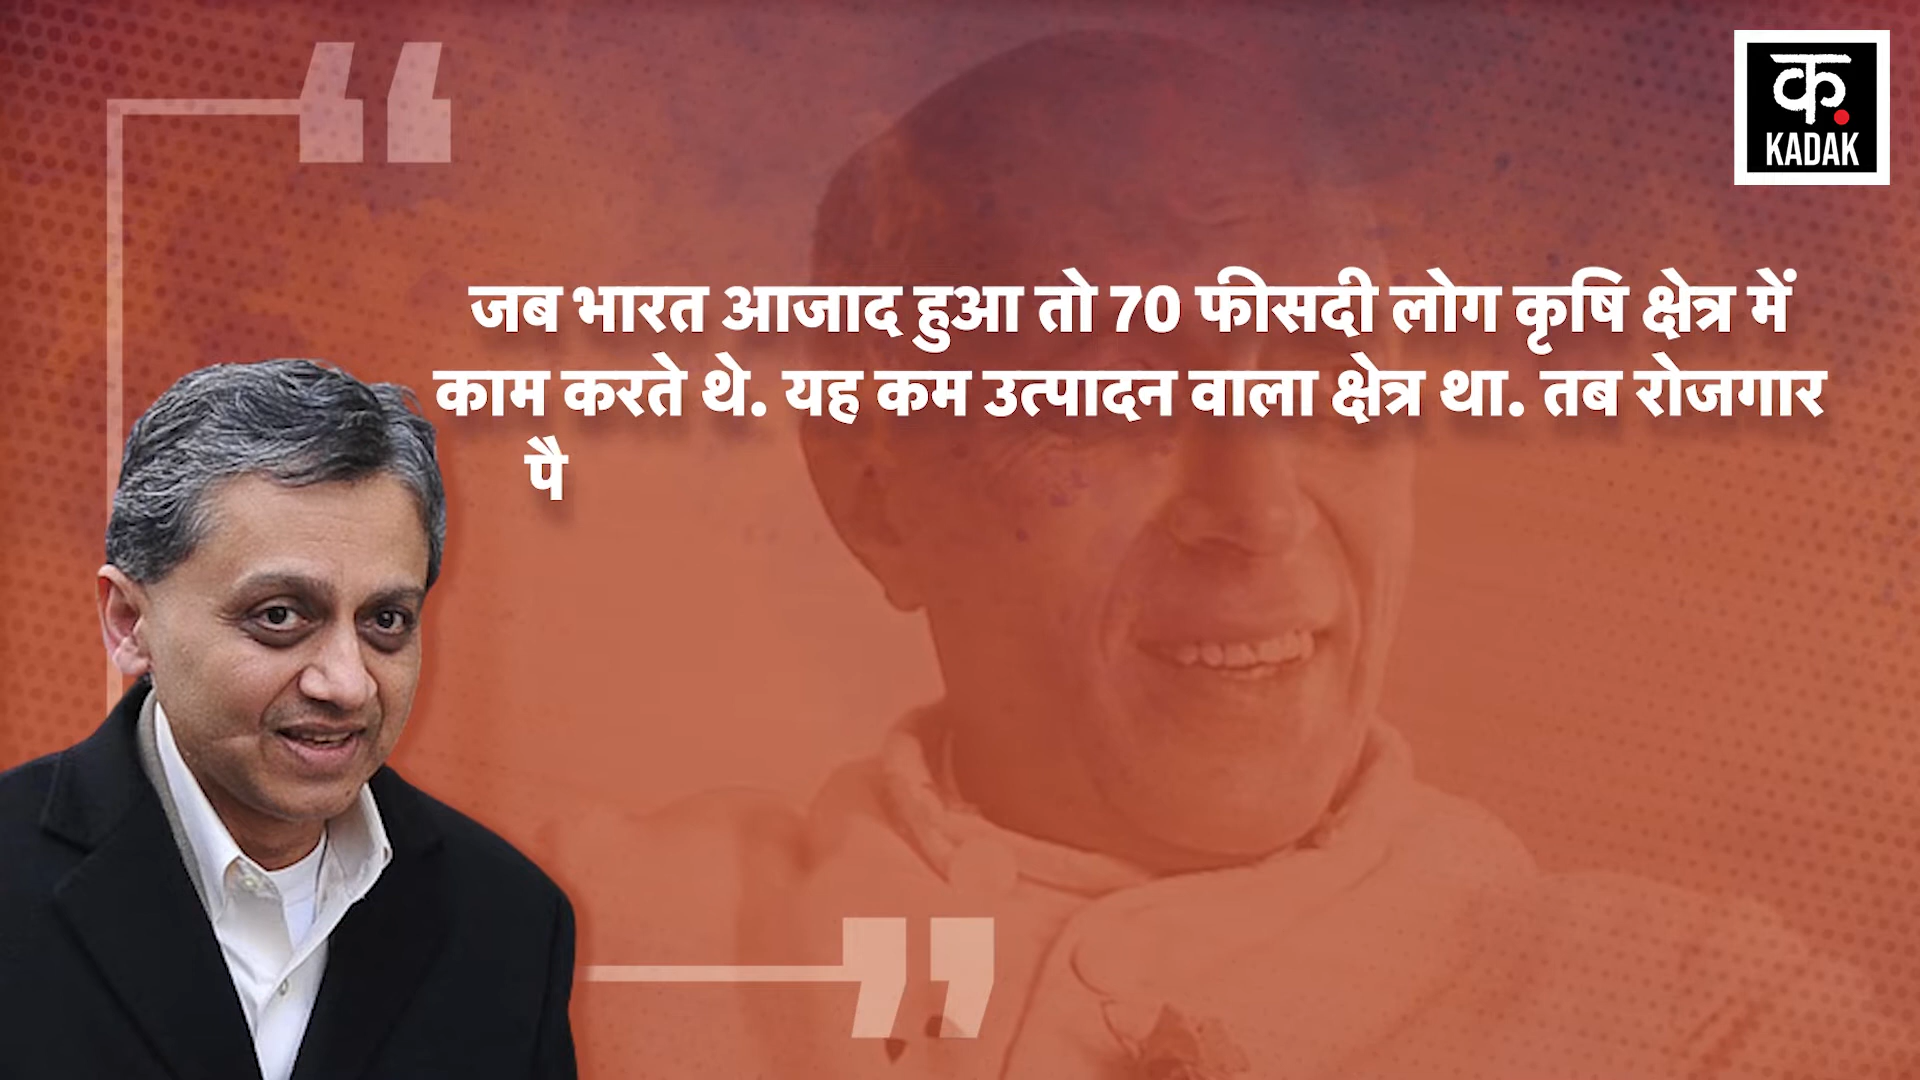 क.
KADAK
जब भारत आजाद हुआ तो 70 फीसदी लोग कृषि क्षेत्र में
काम करते थे. यह कम उत्पादन वाला क्षेत्र था. तब रोजगार
पै